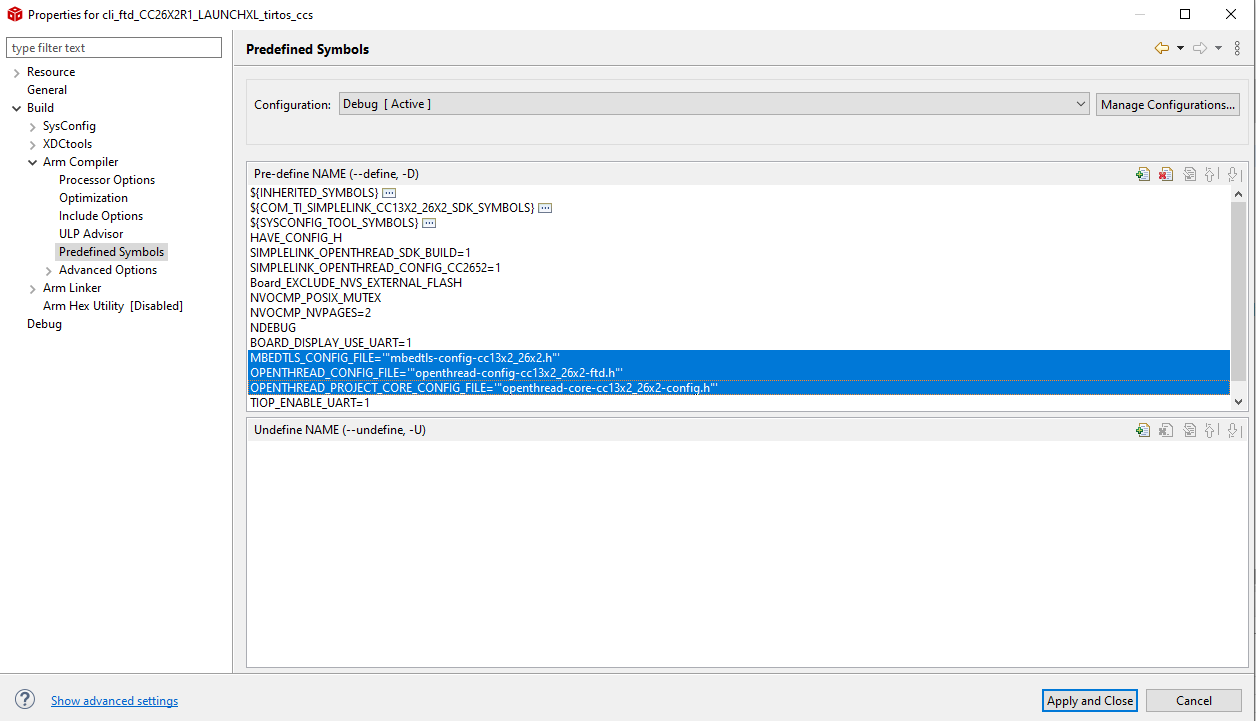 Properties for cli_ftd_CC26X2R1_LAUNCHXL_tirtos_ccs
type filter text
Resource
General
Build
SysConfig
XDCtools
Arm Compiler
Processor Options
Optimization
Include Options
ULP Advisor
Predefined Symbols
Advanced Options
Arm Linker
Arm Hex Utility [Disabled]
Debug
Predefined Symbols
Configuration: Debug [ Active ] Manage Configurations...
Pre-define NAME (--define, -D)
${INHERITED_SYMBOLS}
${COM_TI_SIMPLELINK_CC13X2_26X2_SDK_SYMBOLS}
${SYSCONFIG_TOOL_SYMBOLS}
HAVE_CONFIG_H
SIMPLELINK_OPENTHREAD_SDK_BUILD=1
SIMPLELINK_OPENTHREAD_CONFIG_CC2652=1
Board_EXCLUDE_NVS_EXTERNAL_FLASH
NVOCMP_POSIX_MUTEX
NVOCMP_NVPAGES=2
NDEBUG
BOARD_DISPLAY_USE_UART=1
MBEDTLS_CONFIG_FILE='"mbedtls-config-cc13x2_26x2.h"'
OPENTHREAD_CONFIG_FILE='"openthread-config-cc13x2_26x2-ftd.h"'
OPENTHREAD_PROJECT_CORE_CONFIG_FILE='"openthread-core-cc13x2_26x2-config.h"'
TIOP_ENABLE_UART=1
Undefine NAME (--undefine, -U)
Show advanced settings
Apply and Close
Cancel